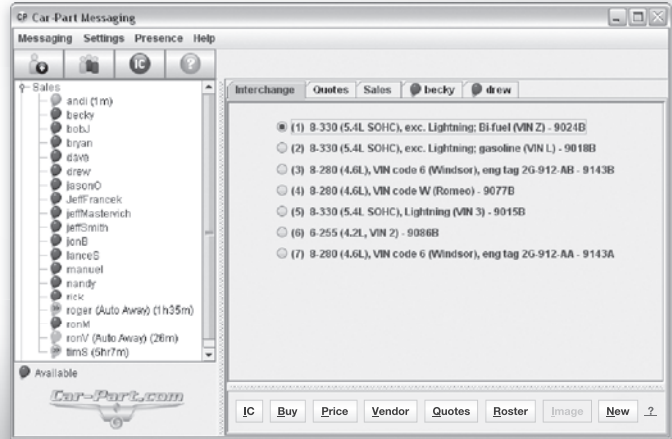 CP Car-Part Messaging
Messaging Settings Presence Help
IC ?
Sales
andi (1m)
becky
bobJ
bryan
dave
drew
jasonO
JeffFrancek
jeffMastervich
jeffSmith
jonB
lanceS
manuel
nandy
rick
roger (Auto Away) (1h35m)
ronM
ronV (Auto Away) (26m)
timS (5hr7m)
Available
Car-Part.com
Interchange Quotes Sales becky drew
(1) 8-330 (5.4L SOHC), exc. Lightning; Bi-fuel (VIN Z) - 9024B
(2) 8-330 (5.4L SOHC), exc. Lightning; gasoline (VIN L) - 9018B
(3) 8-280 (4.6L), VIN code 6 (Windsor), eng tag 2G-912-AB - 9143B
(4) 8-280 (4.6L), VIN code W (Romeo) - 9077B
(5) 8-330 (5.4L SOHC), Lightning (VIN 3) - 9015B
(6) 6-255 (4.2L, VIN 2) - 9086B
(7) 8-280 (4.6L), VIN code 6 (Windsor), eng tag 2G-912-AA - 9143A
IC Buy Price Vendor Quotes Roster Image New ?